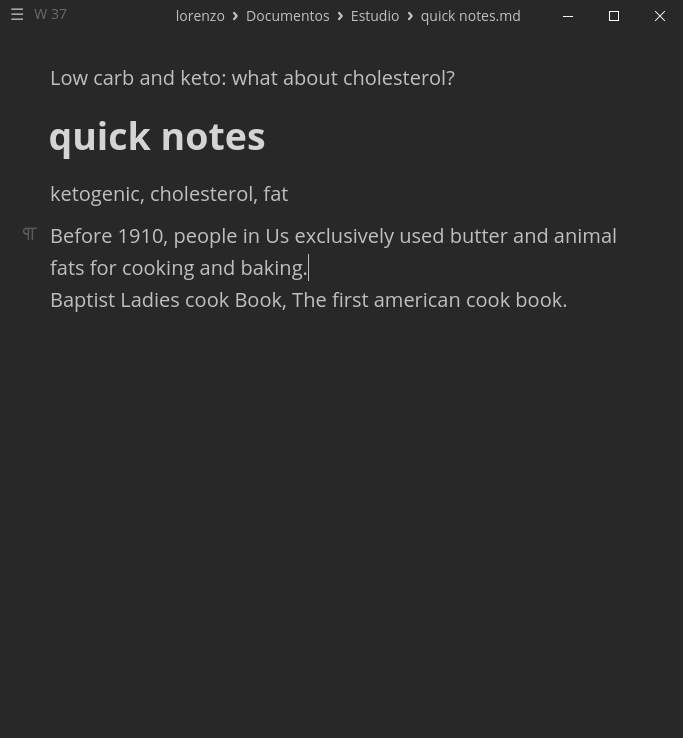 W 37
lorenzo › Documentos › Estudio › quick notes.md
Low carb and keto: what about cholesterol?
quick notes
ketogenic, cholesterol, fat
Before 1910, people in Us exclusively used butter and animal
fats for cooking and baking.
Baptist Ladies cook Book, The first american cook book.